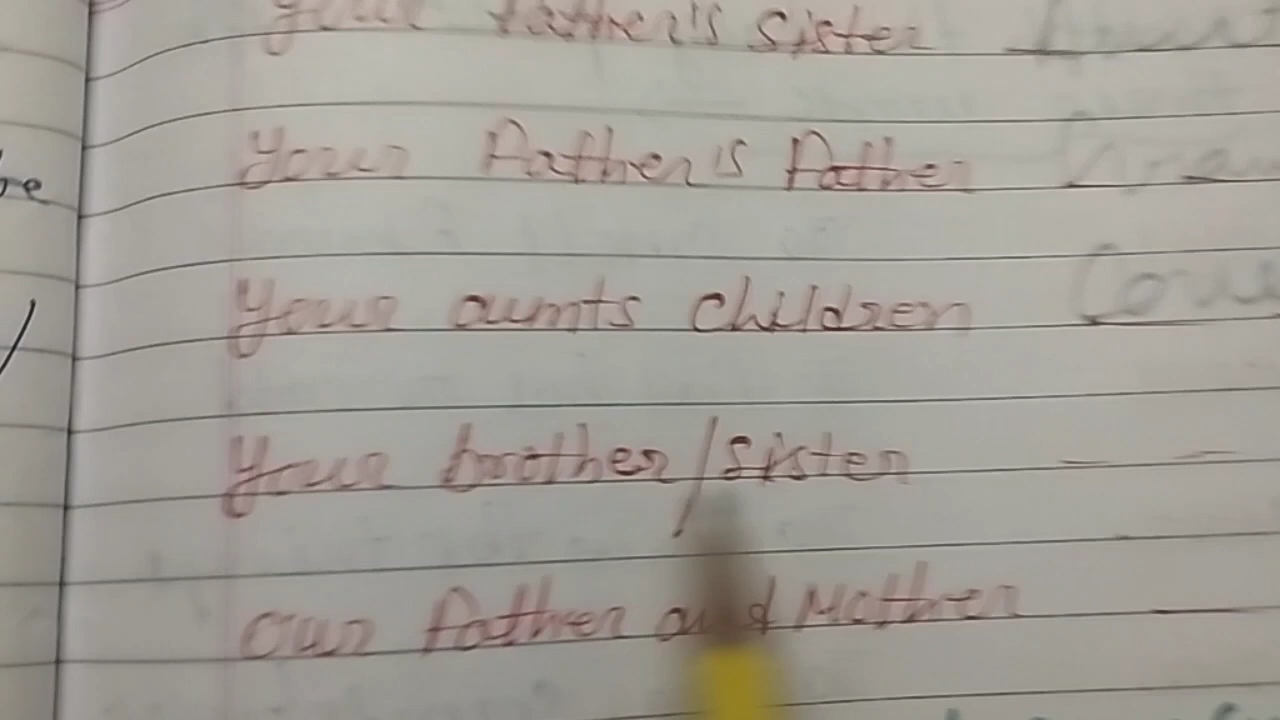 your father's sister
your Father's Father
your aunts children
your brother/sister
our Father and Mother